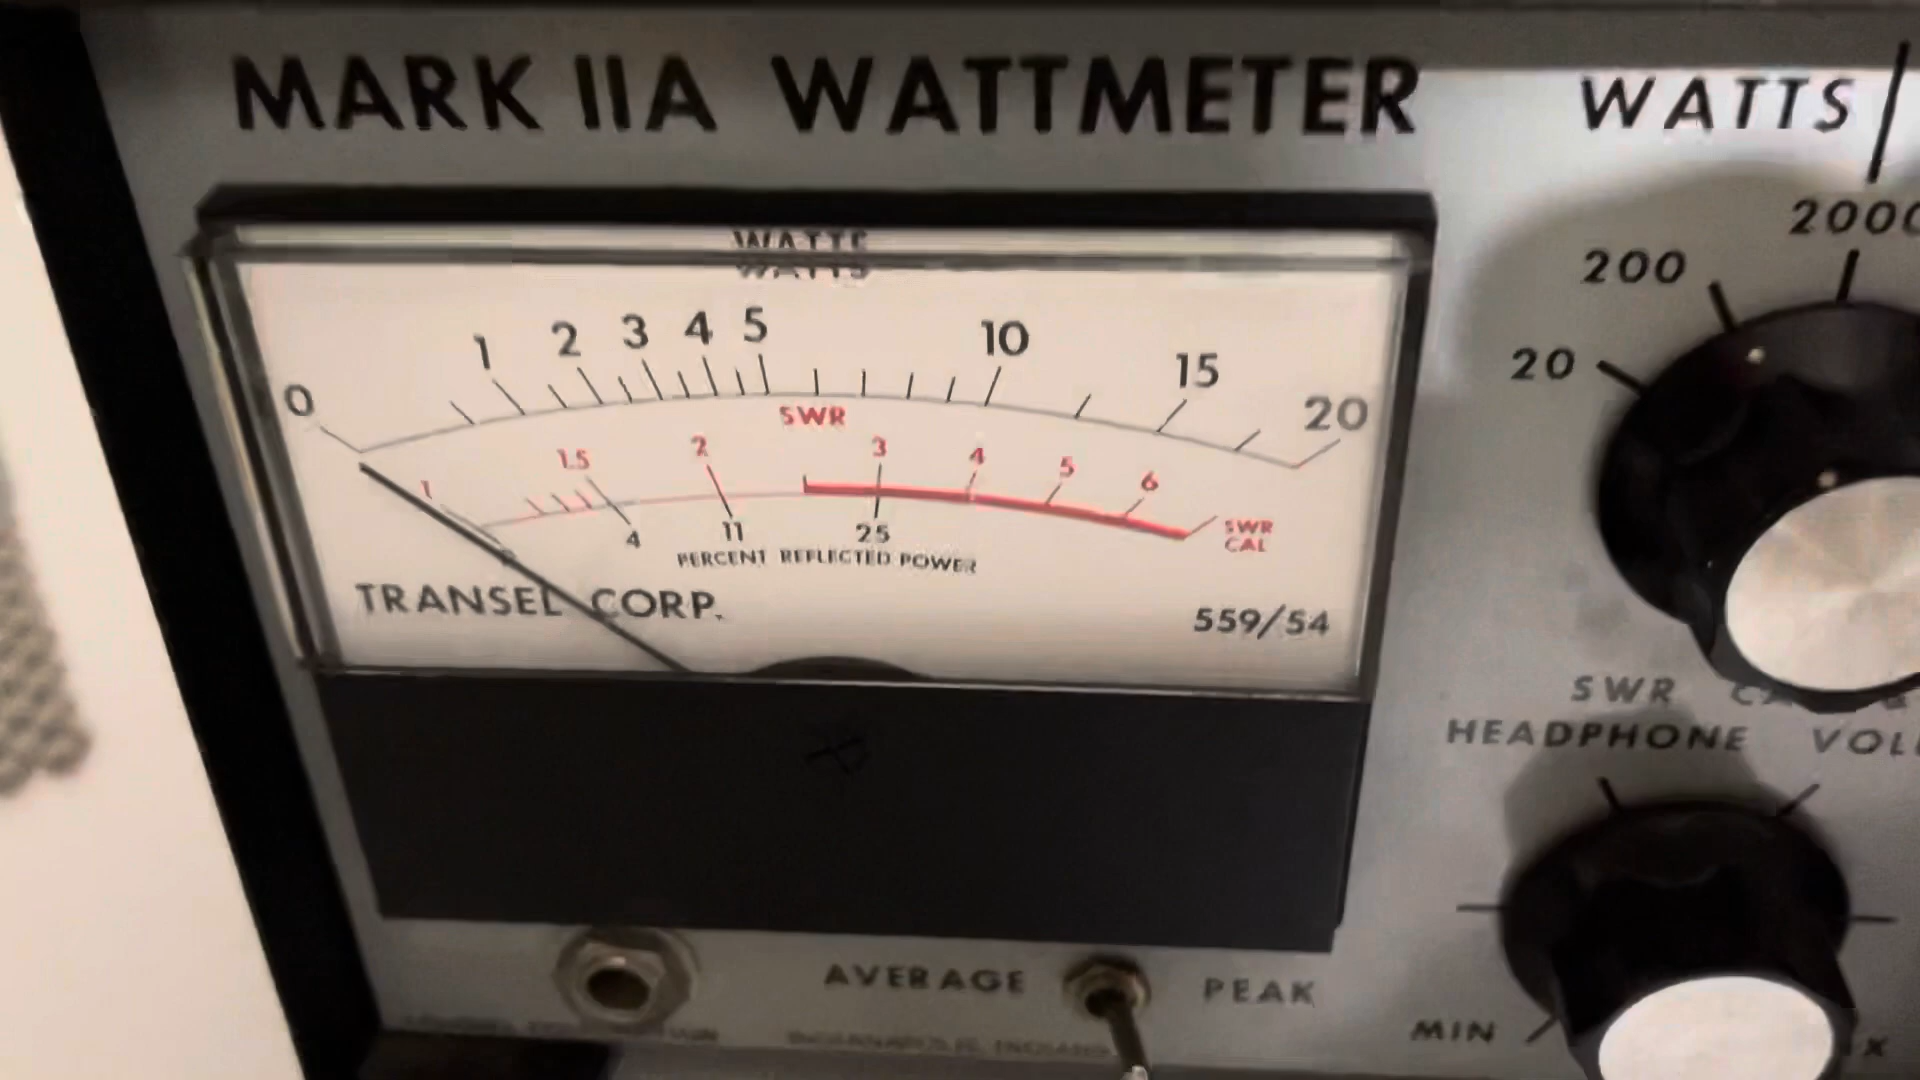 MARK IIA WATTMETER
WATTS
WATTS
0 1 2 3 4 5 10 15 20
SWR
1 1.5 2 3 4 5 6
SWR
CAL
0 4 11 25
PERCENT REFLECTED POWER
TRANSEL CORP.
559/54
20 200 2000
SWR
HEADPHONE
AVERAGE PEAK
MIN